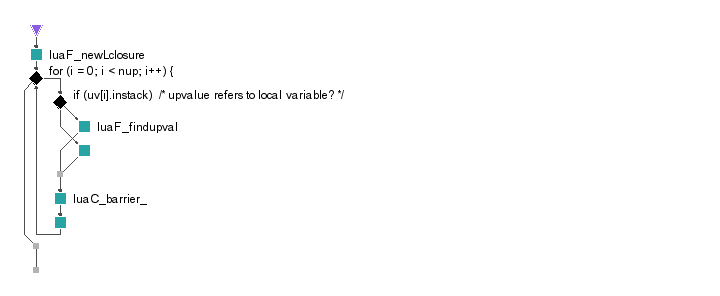 luaF_newLclosure
for (i = 0; i < nup; i++) {
if (uv[i].instack)  /* upvalue refers to local variable? */
luaF_findupval
luaC_barrier_